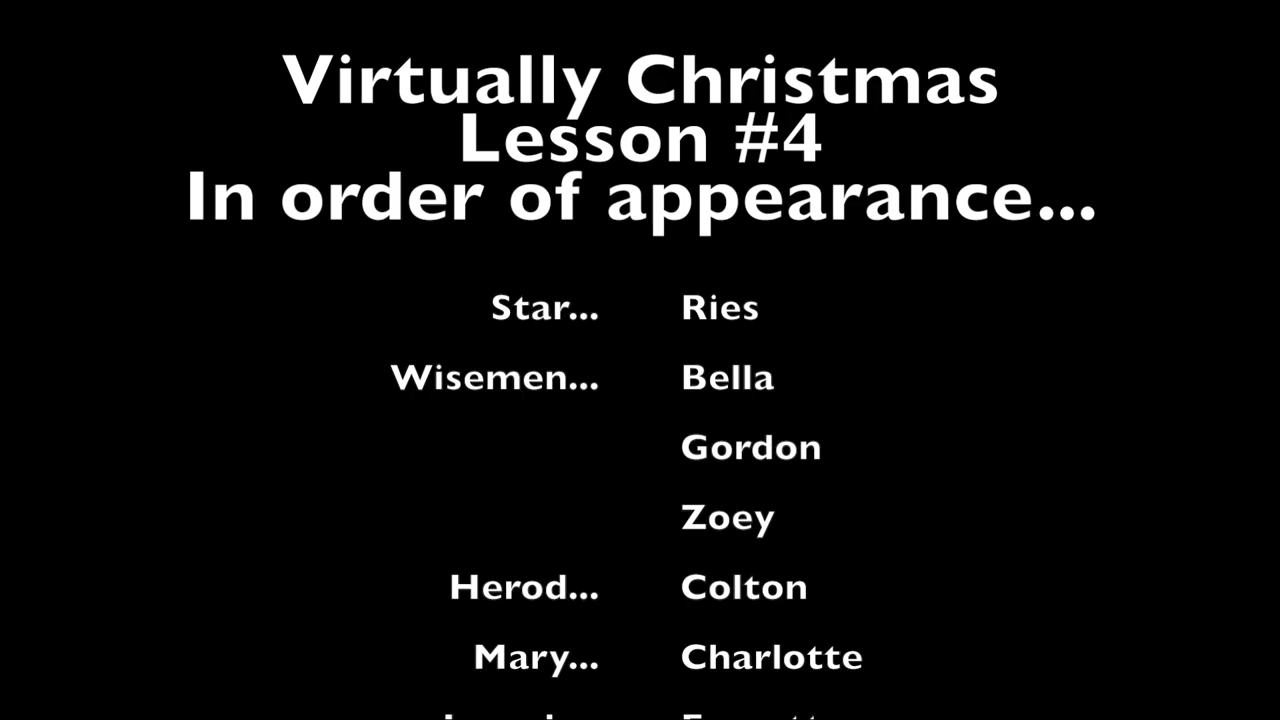 Virtually Christmas
Lesson #4
In order of appearance...
Star... Ries
Wisemen... Bella
Gordon
Zoey
Herod... Colton
Mary... Charlotte